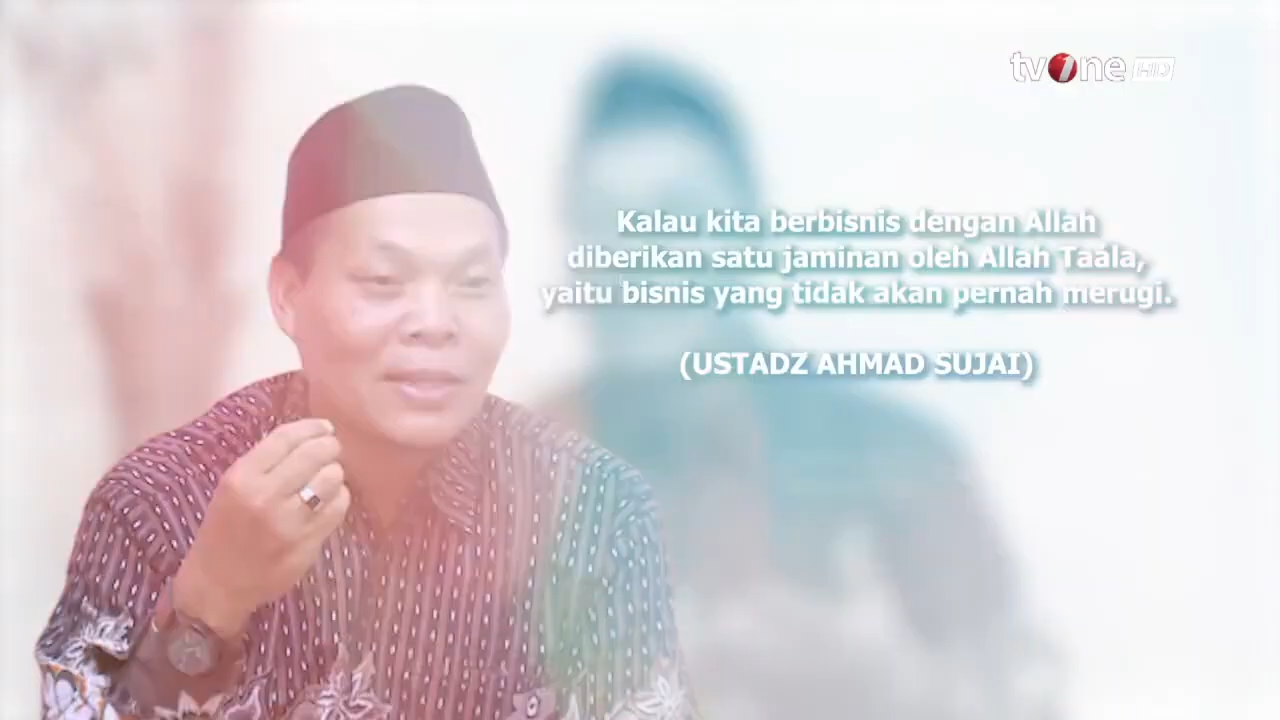 tvOne HD
Kalau kita berbisnis dengan Allah
diberikan satu jaminan oleh Allah Taala,
yaitu bisnis yang tidak akan pernah merugi.
(USTADZ AHMAD SUJAI)